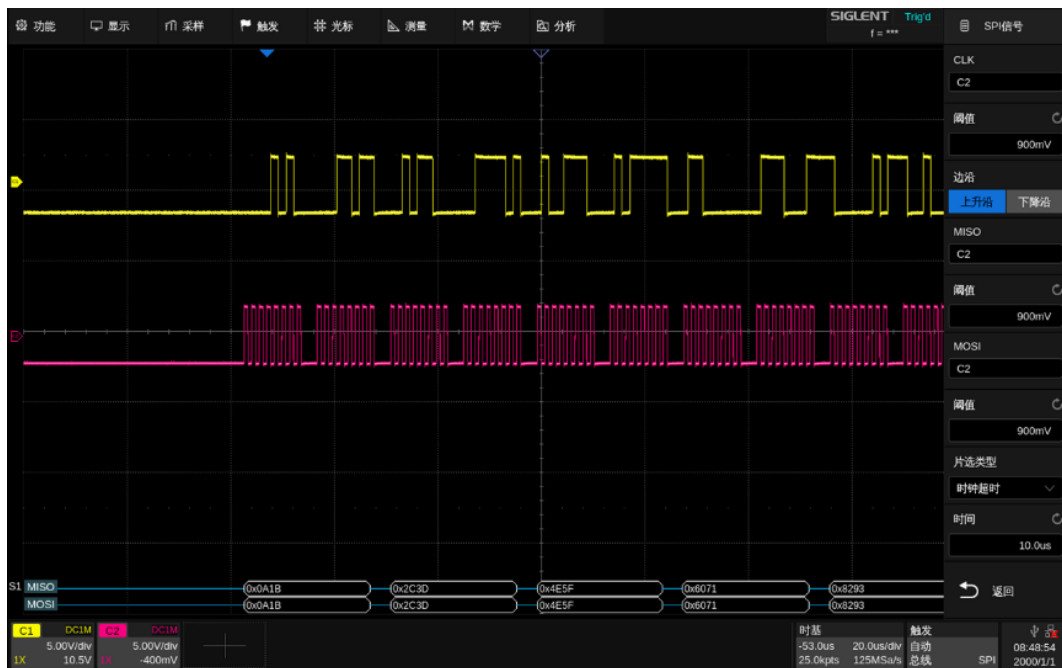 功能 显示 采样 触发 光标 测量 数学 分析
SIGLENT Trig'd
f = ***
SPI信号
CLK
C2
阈值
900mV
边沿
上升沿 下降沿
MISO
C2
阈值
900mV
MOSI
C2
阈值
900mV
片选类型
时钟超时
时间
10.0us
返回
S1 MISO 0x0A1B 0x2C3D 0x4E5F 0x6071 0x8293
MOSI 0x0A1B 0x2C3D 0x4E5F 0x6071 0x8293
C1 DC1M C2 DC1M
5.00V/div 5.00V/div
1X 10.5V 1X -400mV
时基 触发
-53.0us 20.0us/div 自动
25.0kpts 125MSa/s 总线 SPI
08:48:54
2000/1/1